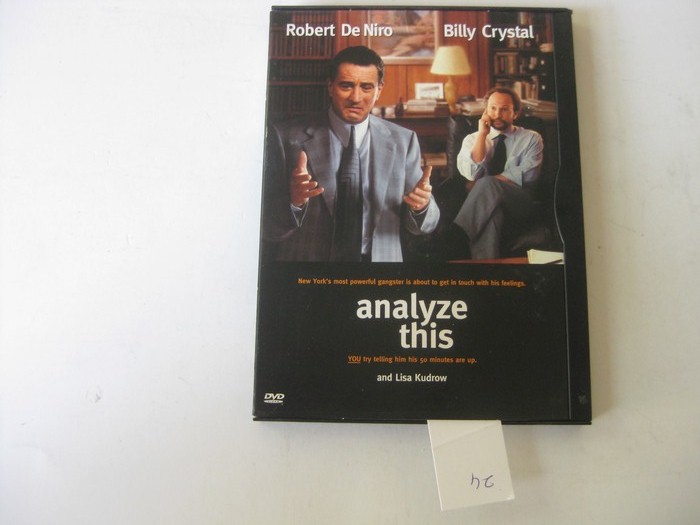 Robert De Niro Billy Crystal
New York's most powerful gangster is about to get in touch with his feelings.
analyze
this
YOU try telling him his 50 minutes are up.
and Lisa Kudrow
DVD
24